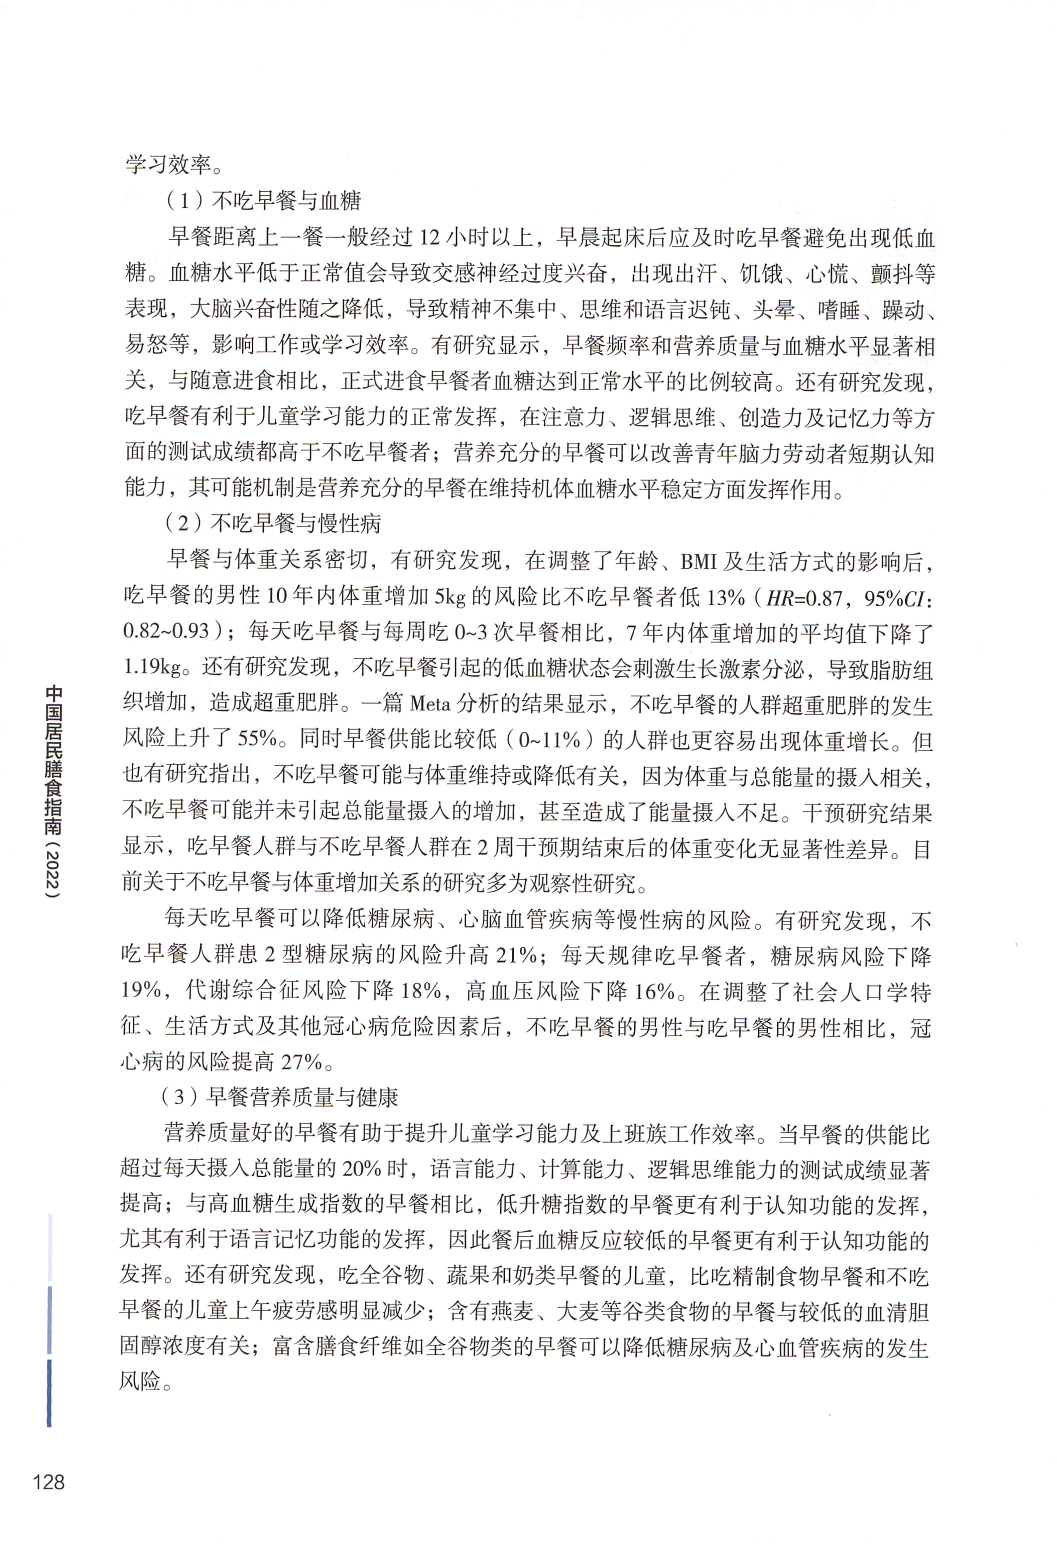 学习效率。
（1）不吃早餐与血糖
早餐距离上一餐一般经过 12 小时以上，早晨起床后应及时吃早餐避免出现低血
糖。血糖水平低于正常值会导致交感神经过度兴奋，出现出汗、饥饿、心慌、颤抖等
表现，大脑兴奋性随之降低，导致精神不集中、思维和语言迟钝、头晕、嗜睡、躁动、
易怒等，影响工作或学习效率。有研究显示，早餐频率和营养质量与血糖水平显著相
关，与随意进食相比，正式进食早餐者血糖达到正常水平的比例较高。还有研究发现，
吃早餐有利于儿童学习能力的正常发挥，在注意力、逻辑思维、创造力及记忆力等方
面的测试成绩都高于不吃早餐者；营养充分的早餐可以改善青年脑力劳动者短期认知
能力，其可能机制是营养充分的早餐在维持机体血糖水平稳定方面发挥作用。
（2）不吃早餐与慢性病
早餐与体重关系密切，有研究发现，在调整了年龄、BMI 及生活方式的影响后，
吃早餐的男性 10 年内体重增加 5kg 的风险比不吃早餐者低 13%（HR=0.87，95%CI：
0.82~0.93）；每天吃早餐与每周吃 0~3 次早餐相比，7 年内体重增加的平均值下降了
1.19kg。还有研究发现，不吃早餐引起的低血糖状态会刺激生长激素分泌，导致脂肪组
织增加，造成超重肥胖。一篇 Meta 分析的结果显示，不吃早餐的人群超重肥胖的发生
风险上升了 55%。同时早餐供能比较低（0~11%）的人群也更容易出现体重增长。但
也有研究指出，不吃早餐可能与体重维持或降低有关，因为体重与总能量的摄入相关，
不吃早餐可能并未引起总能量摄入的增加，甚至造成了能量摄入不足。干预研究结果
显示，吃早餐人群与不吃早餐人群在 2 周干预期结束后的体重变化无显著性差异。目
前关于不吃早餐与体重增加关系的研究多为观察性研究。
每天吃早餐可以降低糖尿病、心脑血管疾病等慢性病的风险。有研究发现，不
吃早餐人群患 2 型糖尿病的风险升高 21%；每天规律吃早餐者，糖尿病风险下降
19%，代谢综合征风险下降 18%，高血压风险下降 16%。在调整了社会人口学特
征、生活方式及其他冠心病危险因素后，不吃早餐的男性与吃早餐的男性相比，冠
心病的风险提高 27%。
（3）早餐营养质量与健康
营养质量好的早餐有助于提升儿童学习能力及上班族工作效率。当早餐的供能比
超过每天摄入总能量的 20% 时，语言能力、计算能力、逻辑思维能力的测试成绩显著
提高；与高血糖生成指数的早餐相比，低升糖指数的早餐更有利于认知功能的发挥，
尤其有利于语言记忆功能的发挥，因此餐后血糖反应较低的早餐更有利于认知功能的
发挥。还有研究发现，吃全谷物、蔬果和奶类早餐的儿童，比吃精制食物早餐和不吃
早餐的儿童上午疲劳感明显减少；含有燕麦、大麦等谷类食物的早餐与较低的血清胆
固醇浓度有关；富含膳食纤维如全谷物类的早餐可以降低糖尿病及心血管疾病的发生
风险。
中国居民膳食指南（2022）
128